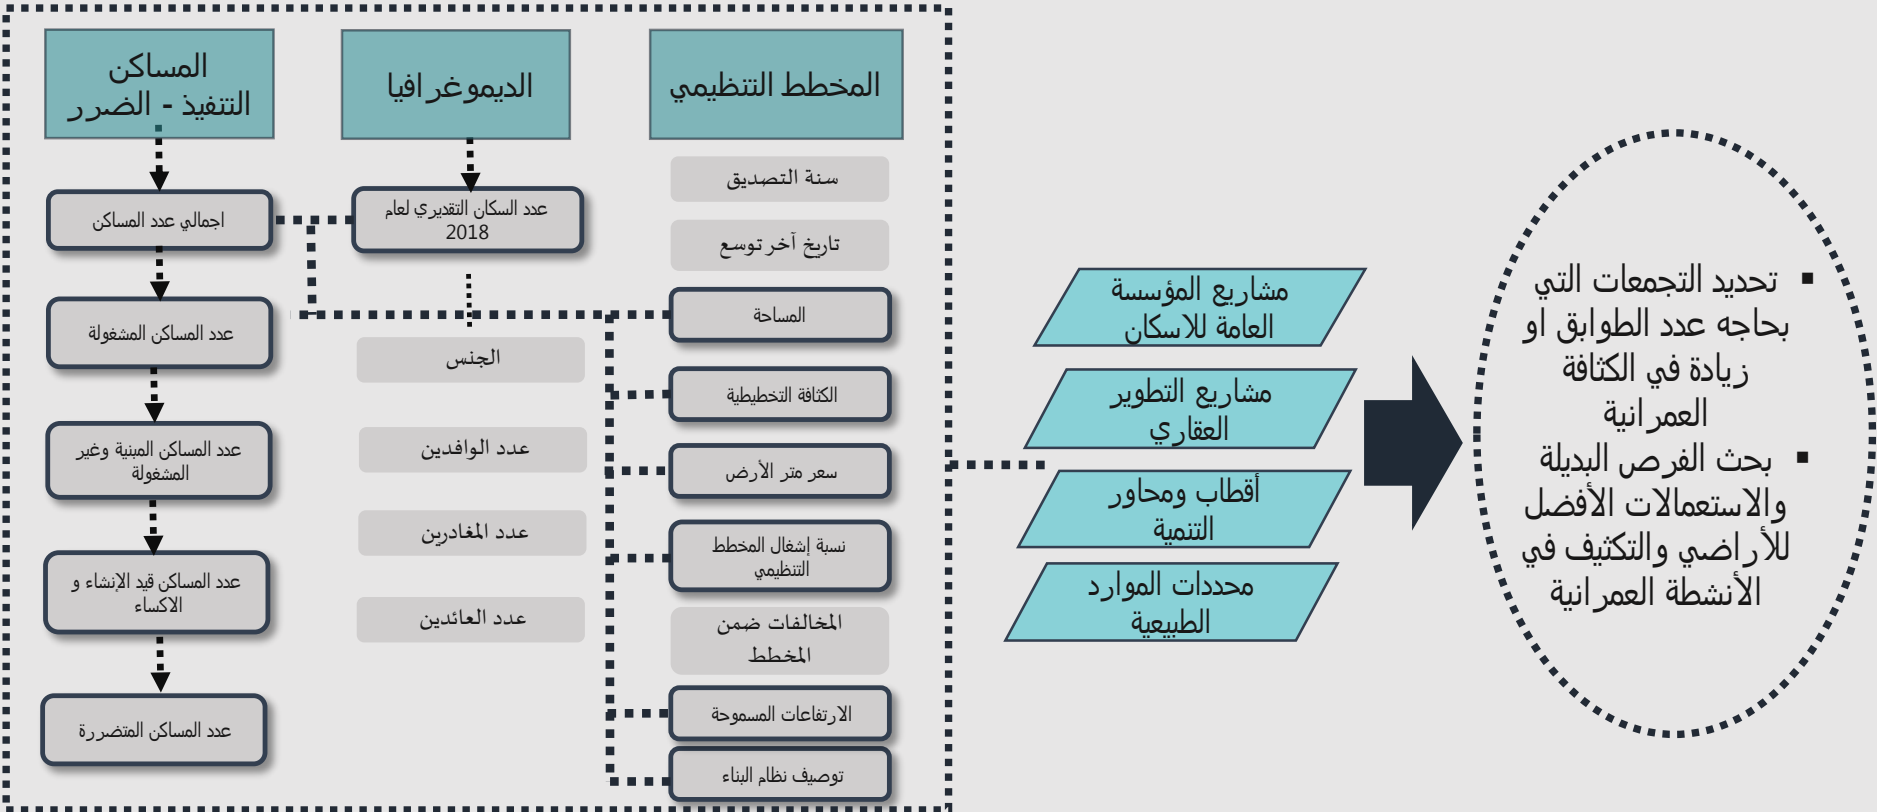 المخطط التنظيمي
سنة التصديق
تاريخ آخر توسع
المساحة
الكثافة التخطيطية
سعر متر الأرض
نسبة إشغال المخطط
التنظيمي
المخالفات ضمن
المخطط
الارتفاعات المسموحة
توصيف نظام البناء
الديموغرافيا
عدد السكان التقديري لعام
2018
الجنس
عدد الوافدين
عدد المغادرين
عدد العائدين
المساكن
التنفيذ - الضرر
اجمالي عدد المساكن
عدد المساكن المشغولة
عدد المساكن المبنية وغير
المشغولة
عدد المساكن قيد الإنشاء و
الاكساء
عدد المساكن المتضررة
مشاريع المؤسسة
العامة للاسكان
مشاريع التطوير
العقاري
أقطاب ومحاور
التنمية
محددات الموارد
الطبيعية
▪ تحديد التجمعات التي
بحاجه عدد الطوابق او
زيادة في الكثافة
العمرانية
▪ بحث الفرص البديلة
والاستعمالات الأفضل
للأراضي والتكثيف في
الأنشطة العمرانية